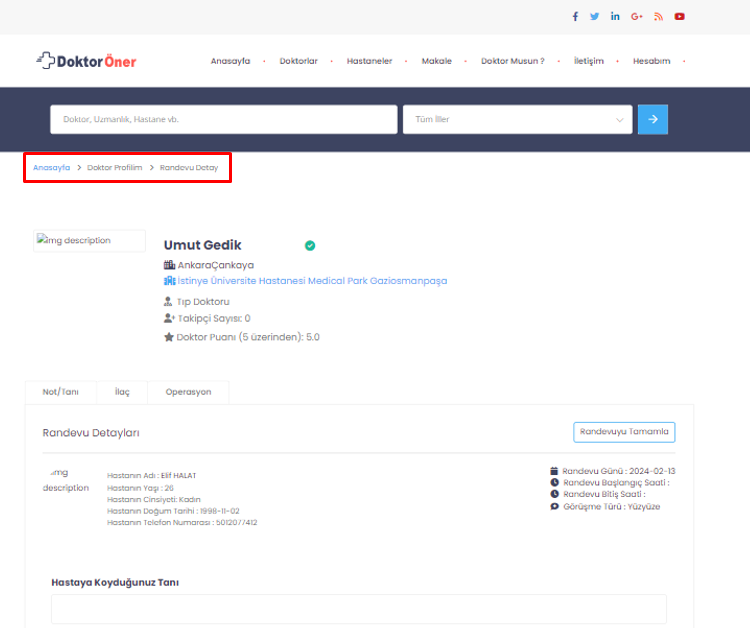 DoktorÖner
Anasayfa • Doktorlar • Hastaneler • Makale • Doktor Musun ? • İletişim • Hesabım •
Doktor, Uzmanlık, Hastane vb. Tüm İller
Anasayfa > Doktor Profilim > Randevu Detay
img description
Umut Gedik
AnkaraÇankaya
İstinye Üniversite Hastanesi Medical Park Gaziosmanpaşa
Tıp Doktoru
Takipçi Sayısı: 0
Doktor Puanı (5 üzerinden): 5.0
Not/Tanı İlaç Operasyon
Randevu Detayları Randevuyu Tamamla
img description
Hastanın Adı : Elif HALAT
Hastanın Yaşı : 26
Hastanın Cinsiyeti: Kadın
Hastanın Doğum Tarihi : 1998-11-02
Hastanın Telefon Numarası : 5012077412
Randevu Günü : 2024-02-13
Randevu Başlangıç Saati :
Randevu Bitiş Saati :
Görüşme Türü : Yüzyüze
Hastaya Koyduğunuz Tanı